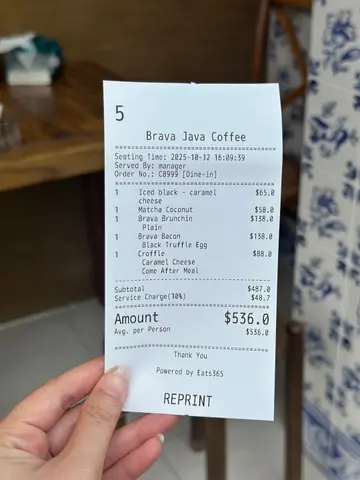 5
Brava Java Coffee
Seating Time: 2025-10-12 16:09:39
Served By: manager
Order No.: C8999 [Dine-in]
1 Iced black - caramel $65.0
cheese
1 Matcha Coconut $58.0
1 Brava Brunchin $138.0
Plain
1 Brava Bacon $138.0
Black Truffle Egg
1 Croffle $88.0
Caramel Cheese
Come After Meal
Subtotal $487.0
Service Charge(10%) $48.7
Amount $536.0
Avg. per Person $536.0
Thank You
Powered by Eats365
REPRINT